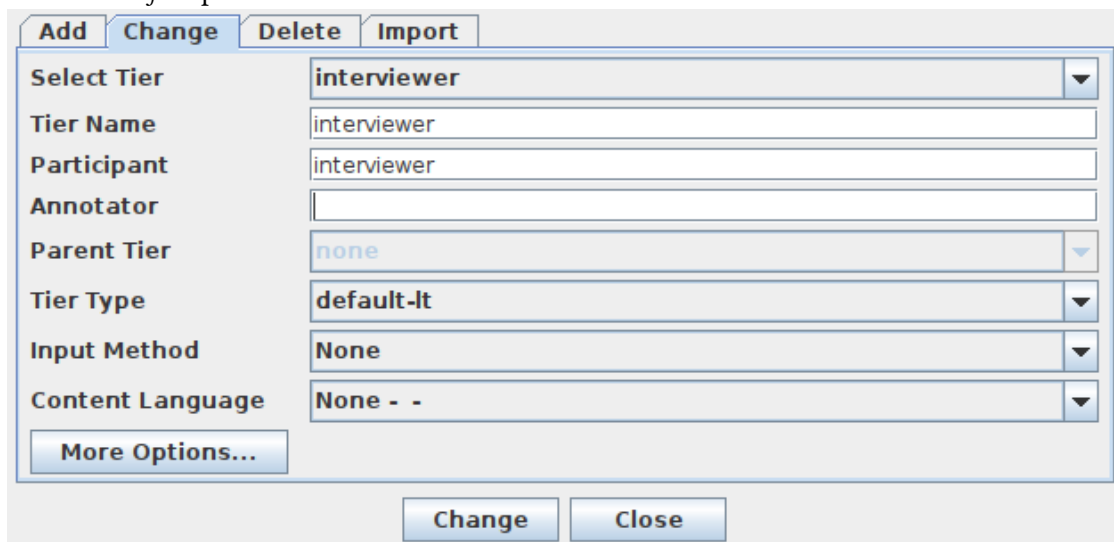 Add Change Delete Import
Select Tier interviewer
Tier Name interviewer
Participant interviewer
Annotator
Parent Tier none
Tier Type default-lt
Input Method None
Content Language None - -
More Options...
Change Close